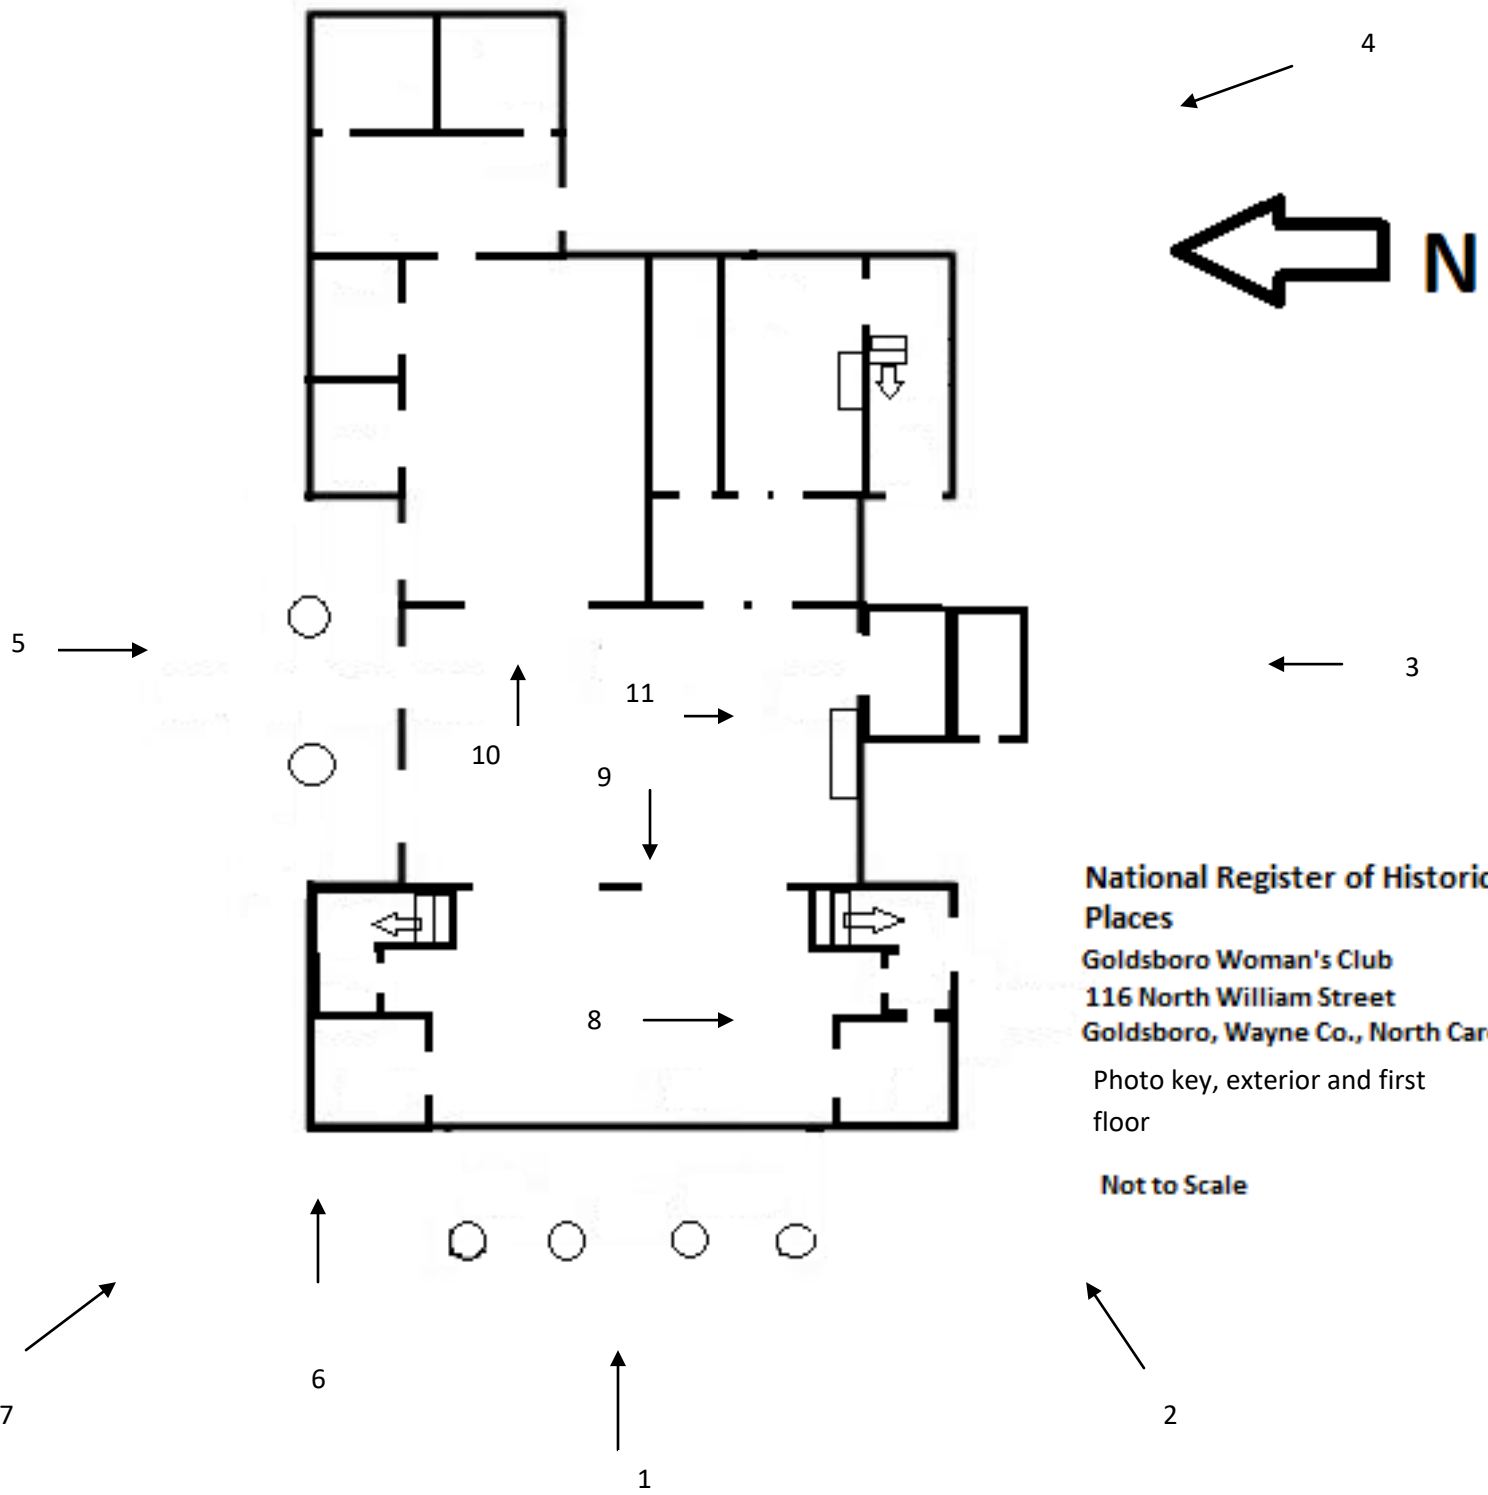 4
N
5
3
11
10
9
National Register of Historic
Places
Goldsboro Woman's Club
116 North William Street
Goldsboro, Wayne Co., North
8
Photo key, exterior and first
floor
Not to Scale
6
7
2
1